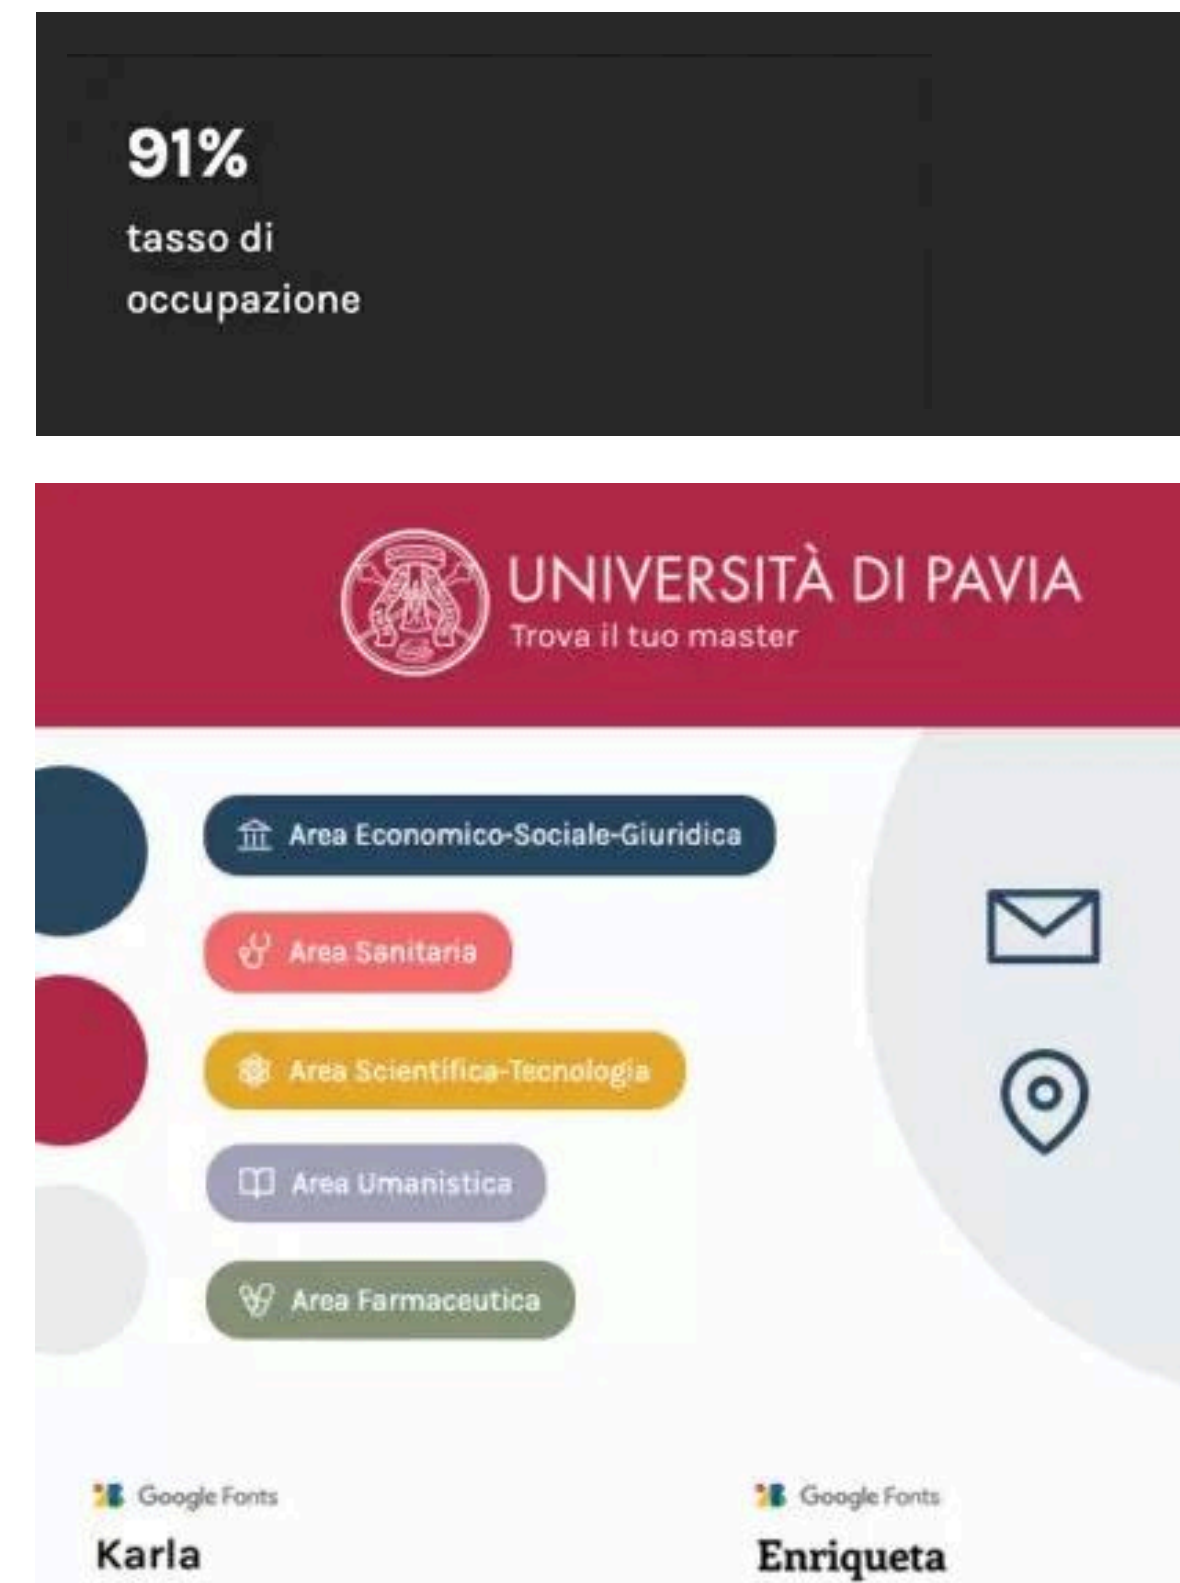 91%
tasso di
occupazione
UNIVERSITÀ DI PAVIA
Trova il tuo master
Area Economico-Sociale-Giuridica
Area Sanitaria
Area Scientifica-Tecnologia
Area Umanistica
Area Farmaceutica
Google Fonts
Karla
Google Fonts
Enriqueta